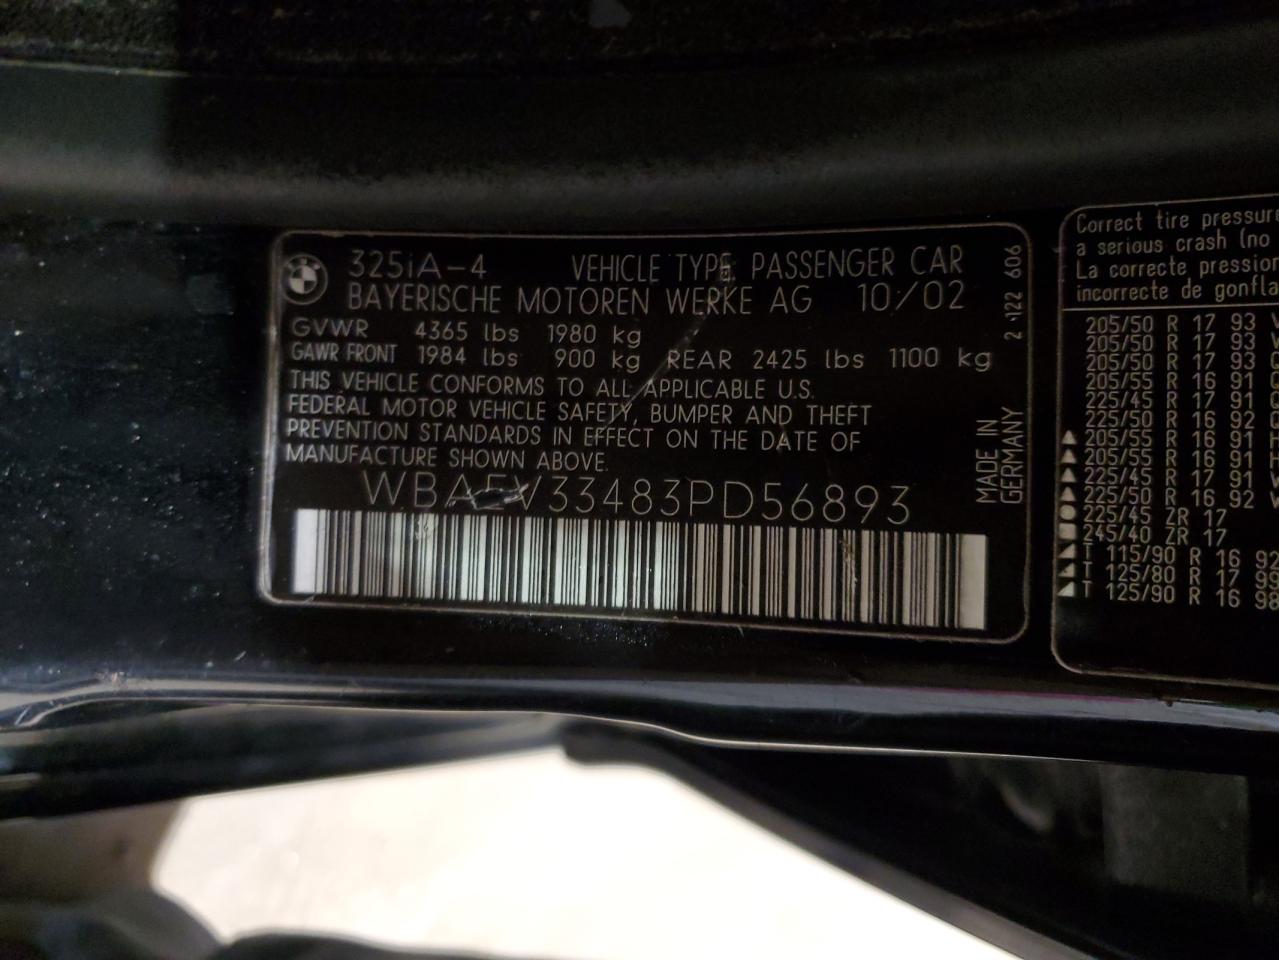 325iA-4 VEHICLE TYPE PASSENGER CAR
BAYERISCHE MOTOREN WERKE AG 10/02
GVWR 4365 lbs 1980 kg
GAWR FRONT 1984 lbs 900 kg REAR 2425 lbs 1100 kg
THIS VEHICLE CONFORMS TO ALL APPLICABLE U.S.
FEDERAL MOTOR VEHICLE SAFETY, BUMPER AND THEFT
PREVENTION STANDARDS IN EFFECT ON THE DATE OF
MANUFACTURE SHOWN ABOVE.
2 122 606
MADE IN
GERMANY
Correct tire pressure
a serious crash (no
La correcte pression
incorrecte de gonfla
205/50 R 17 93
205/50 R 17 93
205/55 R 16 91
225/45 R 17 91
225/50 R 16 92
205/55 R 16 91
205/55 R 16 91
225/45 R 17 91
225/50 R 16 92
225/45 ZR 17
245/40 ZR 17
T 115/90 R 16 92
T 125/80 R 17 99
T 125/90 R 16 98